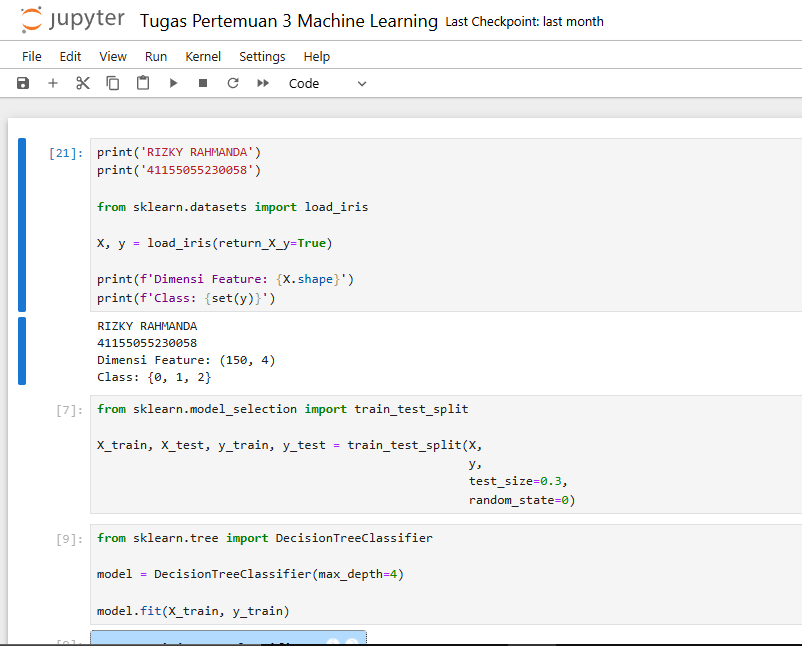 jupyter Tugas Pertemuan 3 Machine Learning Last Checkpoint: last month
File Edit View Run Kernel Settings Help
Code
[21]:
print('RIZKY RAHMANDA')
print('41155055230058')
from sklearn.datasets import load_iris
X, y = load_iris(return_X_y=True)
print(f'Dimensi Feature: {X.shape}')
print(f'Class: {set(y)}')
RIZKY RAHMANDA
41155055230058
Dimensi Feature: (150, 4)
Class: {0, 1, 2}
[7]:
from sklearn.model_selection import train_test_split
X_train, X_test, y_train, y_test = train_test_split(X,
y,
test_size=0.3,
random_state=0)
[9]:
from sklearn.tree import DecisionTreeClassifier
model = DecisionTreeClassifier(max_depth=4)
model.fit(X_train, y_train)